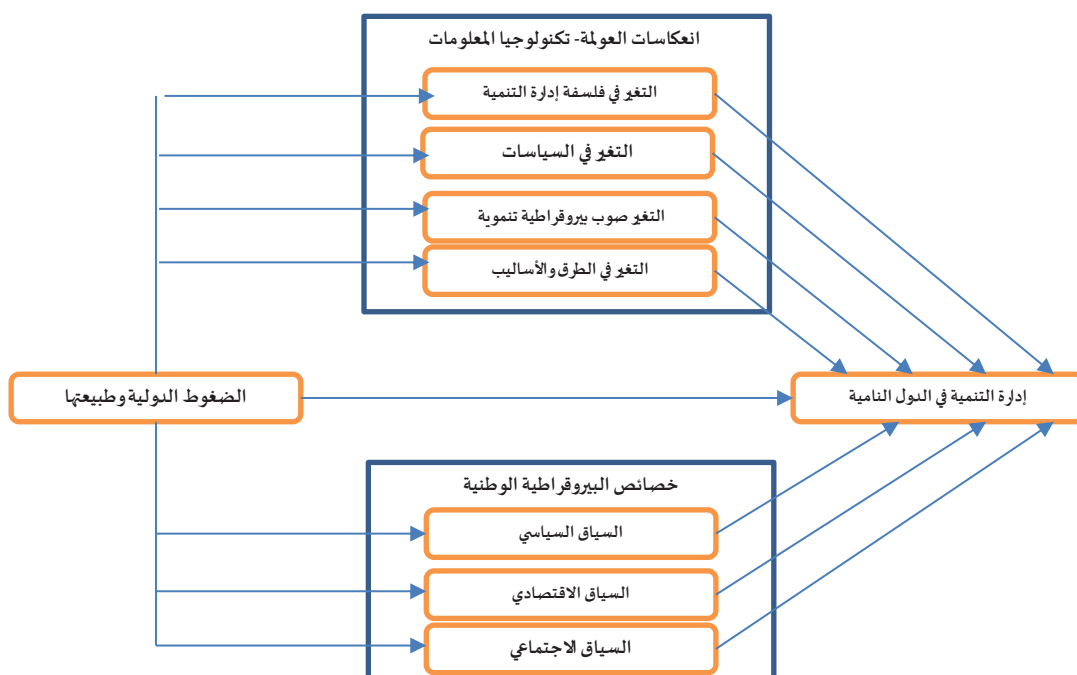 انعكاسات العولمة- تكنولوجيا المعلومات
التغير في فلسفة إدارة التنمية
التغير في السياسات
التغير صوب بيروقراطية تنموية
التغير في الطرق والأساليب
الضغوط الدولية وطبيعتها
إدارة التنمية في الدول النامية
خصائص البيروقراطية الوطنية
السياق السياسي
السياق الاقتصادي
السياق الاجتماعي